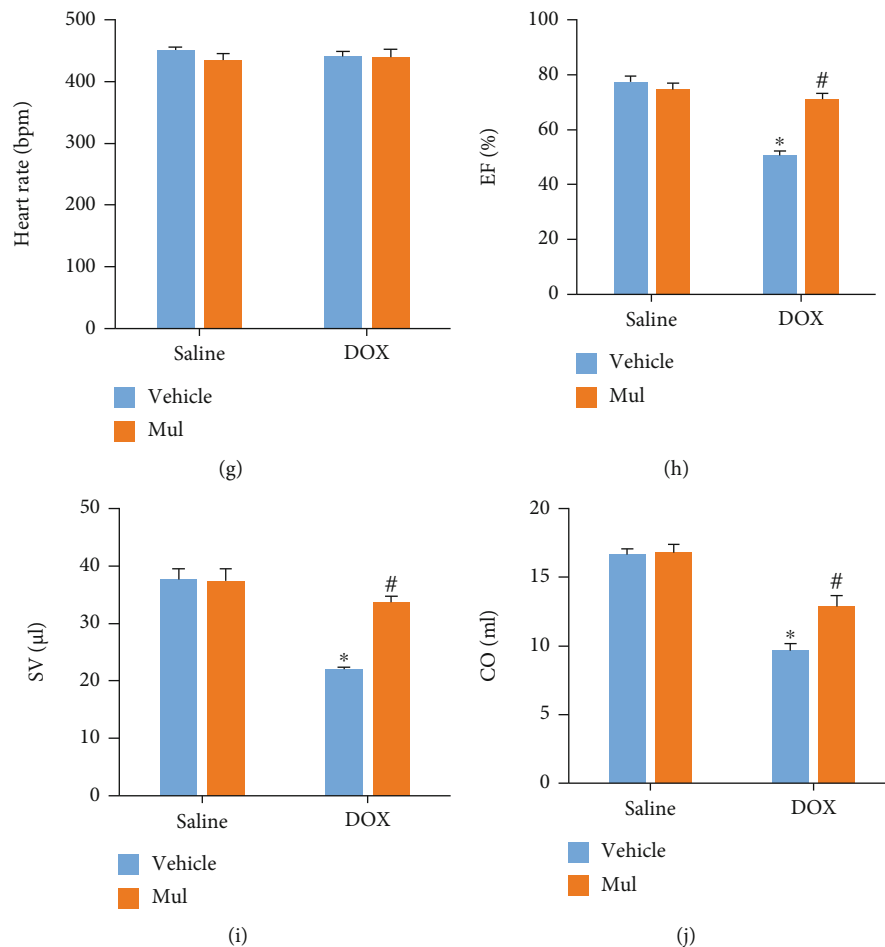 500
400
300
200
100
0
Heart rate (bpm)
Saline DOX
Vehicle
Mul
(g)
100
80
60
40
20
0
EF (%)
*
#
Saline DOX
Vehicle
Mul
(h)
50
40
30
20
10
0
SV (µl)
*
#
Saline DOX
Vehicle
Mul
(i)
20
15
10
5
0
CO (ml)
*
#
Saline DOX
Vehicle
Mul
(j)